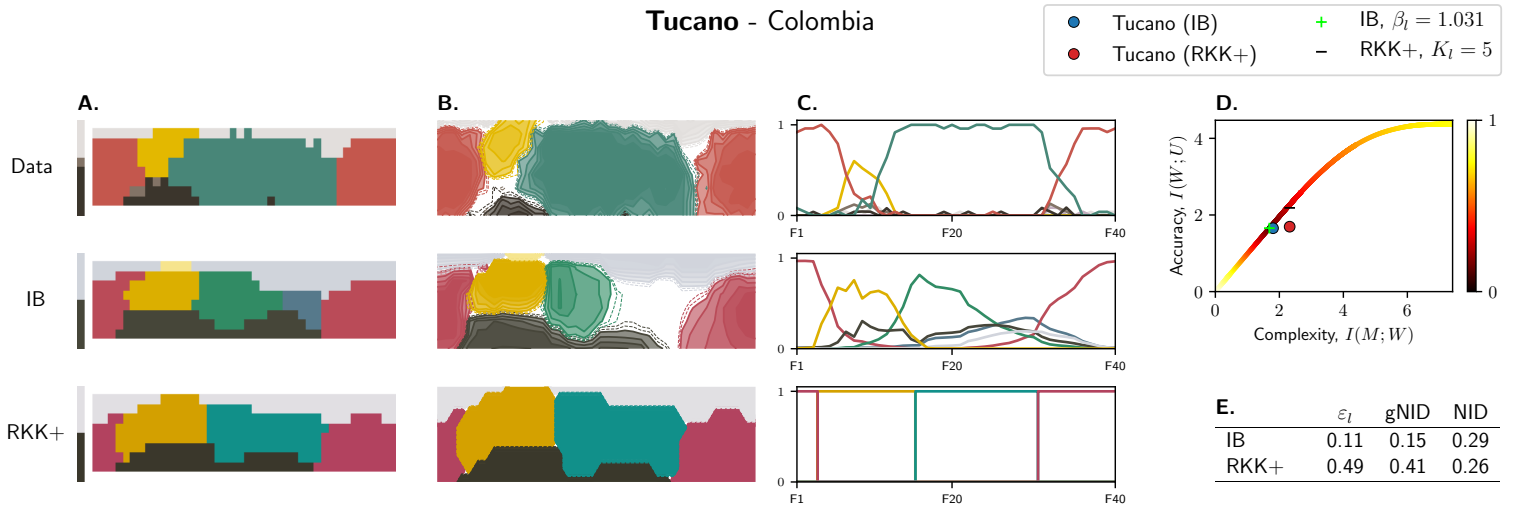 Tucano - Colombia
Tucano (IB)
Tucano (RKK+)
IB, βₗ = 1.031
RKK+, Kₗ = 5
A.
B.
C.
D.
Data
IB
RKK+
1
0
F1
F20
F40
1
0
F1
F20
F40
1
0
F1
F20
F40
Accuracy, I(W; U)
4
2
0
0
2
4
6
Complexity, I(M; W)
1
0
E.
εₗ gNID NID
IB 0.11 0.15 0.29
RKK+ 0.49 0.41 0.26